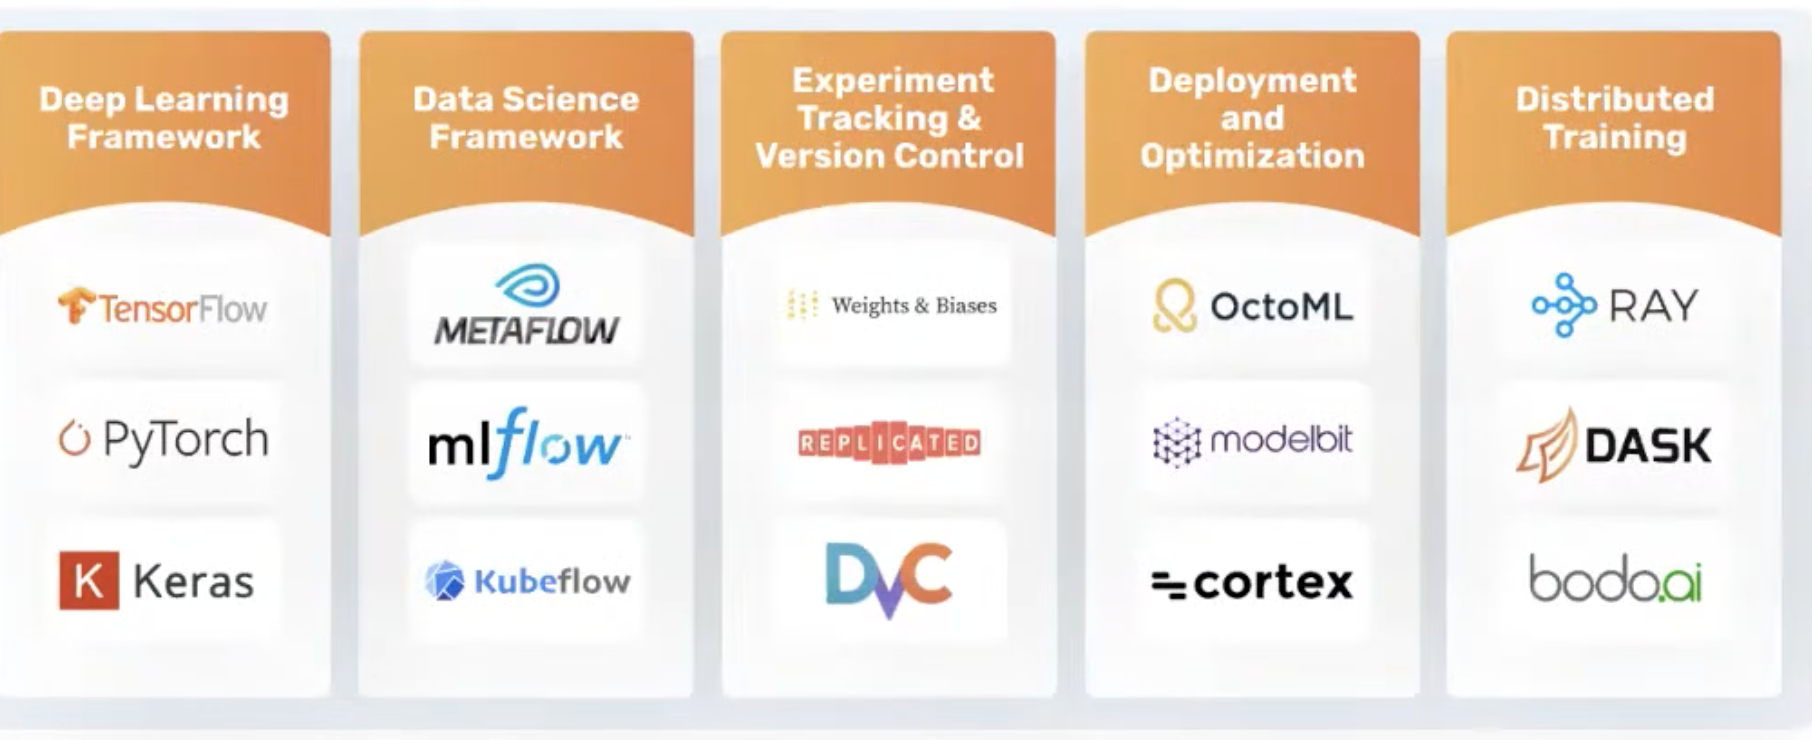 Deep Learning
Framework
TensorFlow
PyTorch
K Keras
Data Science
Framework
METAFLOW
mlflow
Kubeflow
Experiment
Tracking &
Version Control
Weights & Biases
REPLICATED
DVC
Deployment
and
Optimization
OctoML
modelbit
cortex
Distributed
Training
RAY
DASK
bodo.ai